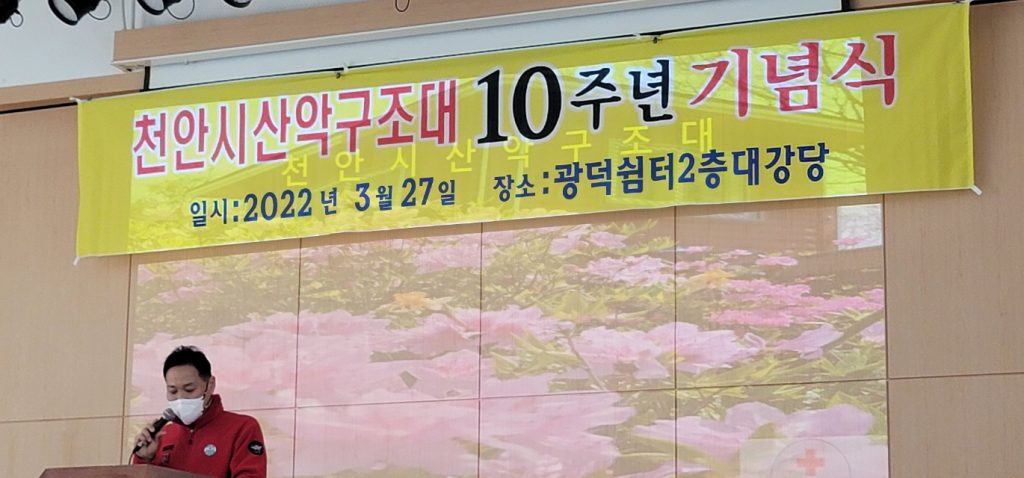 천안시산악구조대 10주년 기념식
천안시산악구조대
일시:2022년 3월 27일 장소:광덕쉼터2층대강당